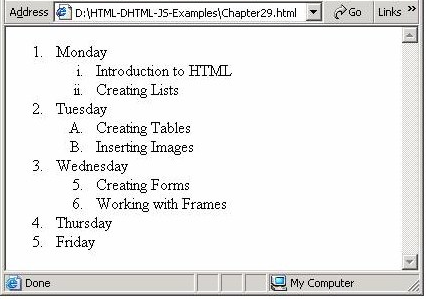 Address D:\HTML-DHTML-JS-Examples\Chapter29.html Go Links »
1. Monday
i. Introduction to HTML
ii. Creating Lists
2. Tuesday
A. Creating Tables
B. Inserting Images
3. Wednesday
5. Creating Forms
6. Working with Frames
4. Thursday
5. Friday
Done My Computer